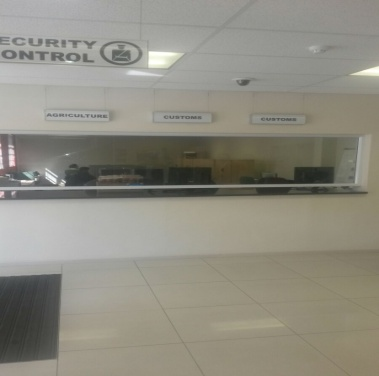 ECURITY
ONTROL
AGRICULTURE
CUSTOMS
CUSTOMS